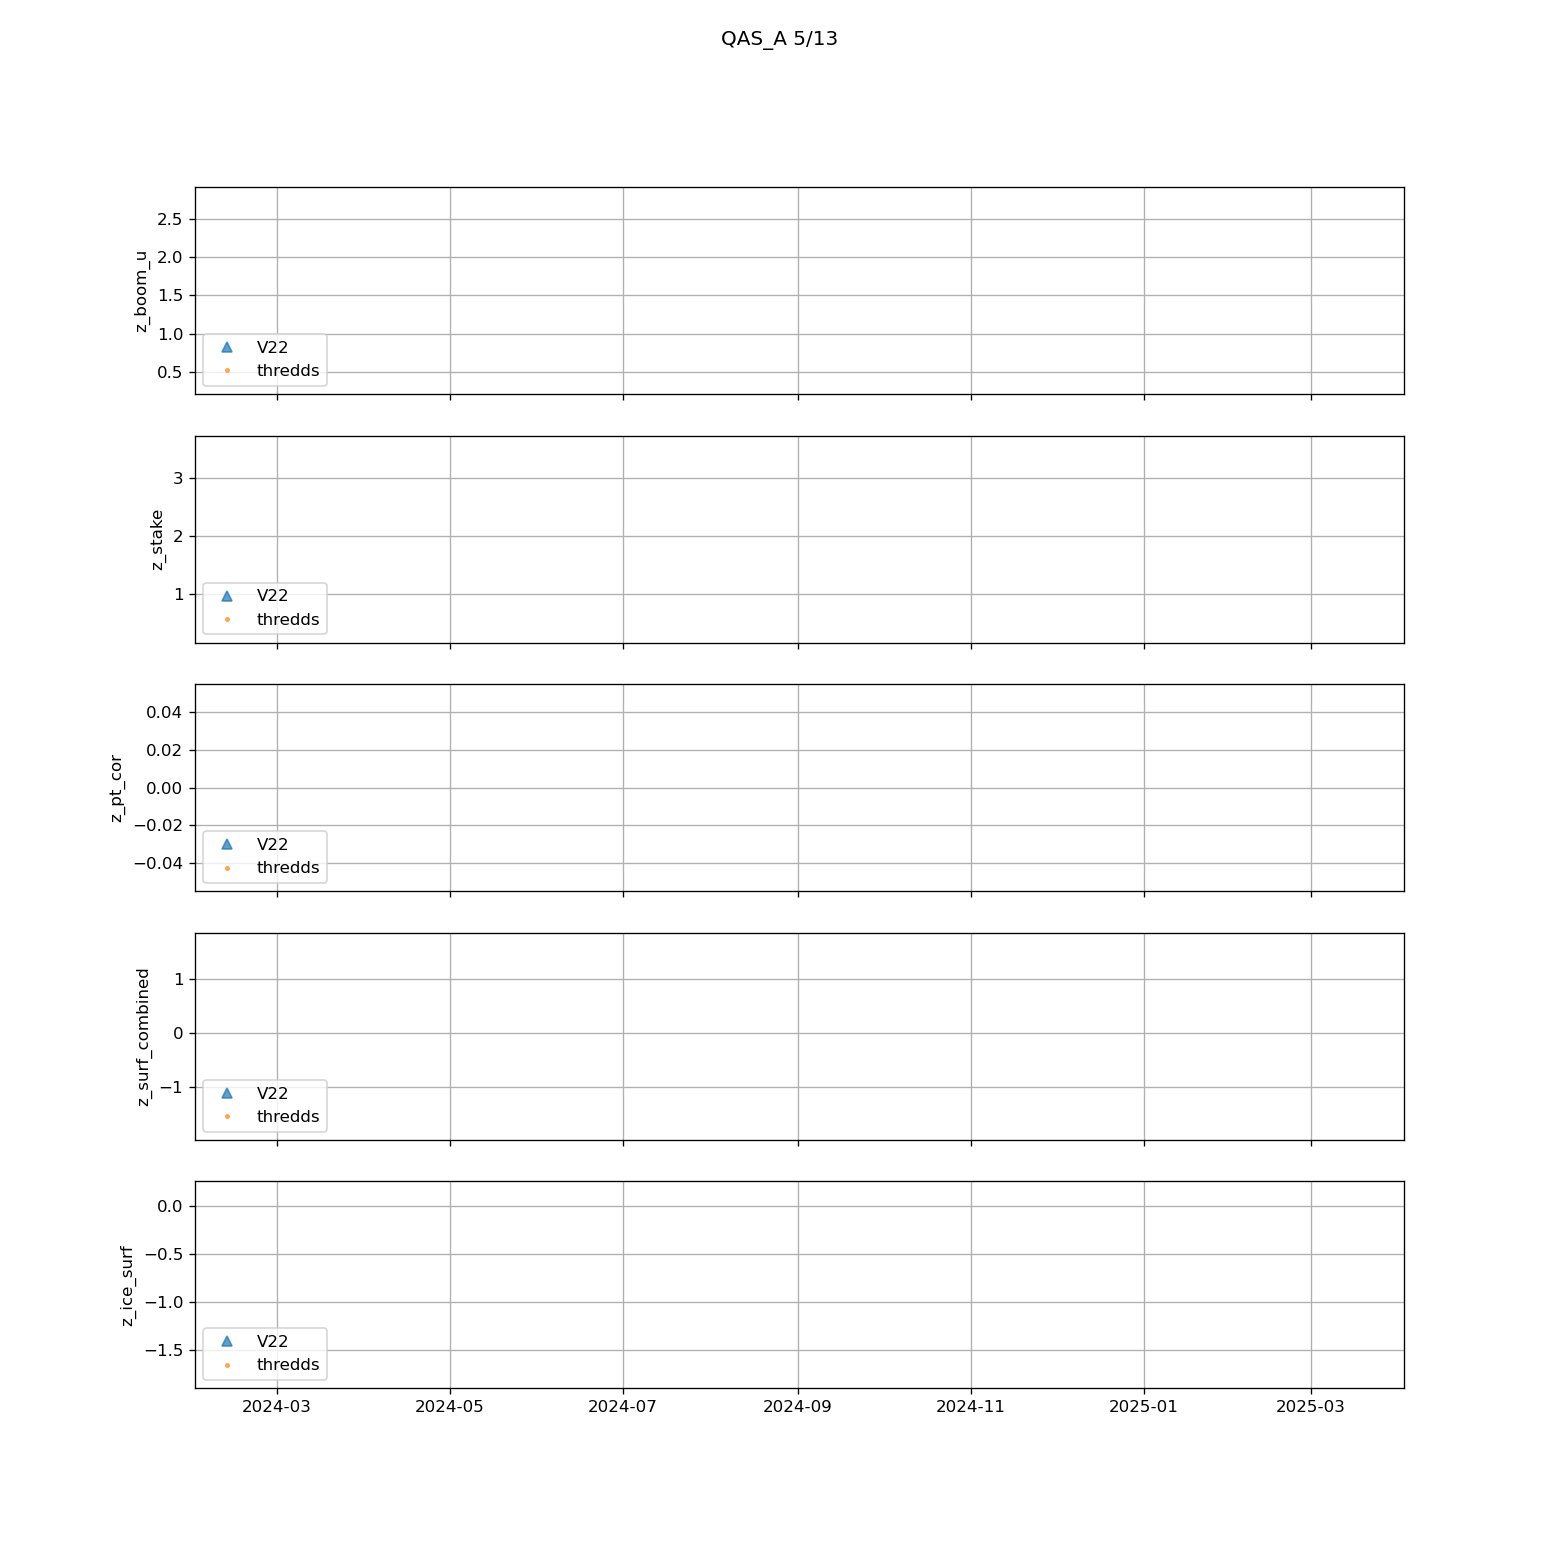 QAS_A 5/13
z_boom_u
2.5
2.0
1.5
1.0
0.5
V22
thredds
z_stake
3
2
1
V22
thredds
z_pt_cor
0.04
0.02
0.00
−0.02
−0.04
V22
thredds
z_surf_combined
1
0
−1
V22
thredds
z_ice_surf
0.0
−0.5
−1.0
−1.5
V22
thredds
2024-03
2024-05
2024-07
2024-09
2024-11
2025-01
2025-03